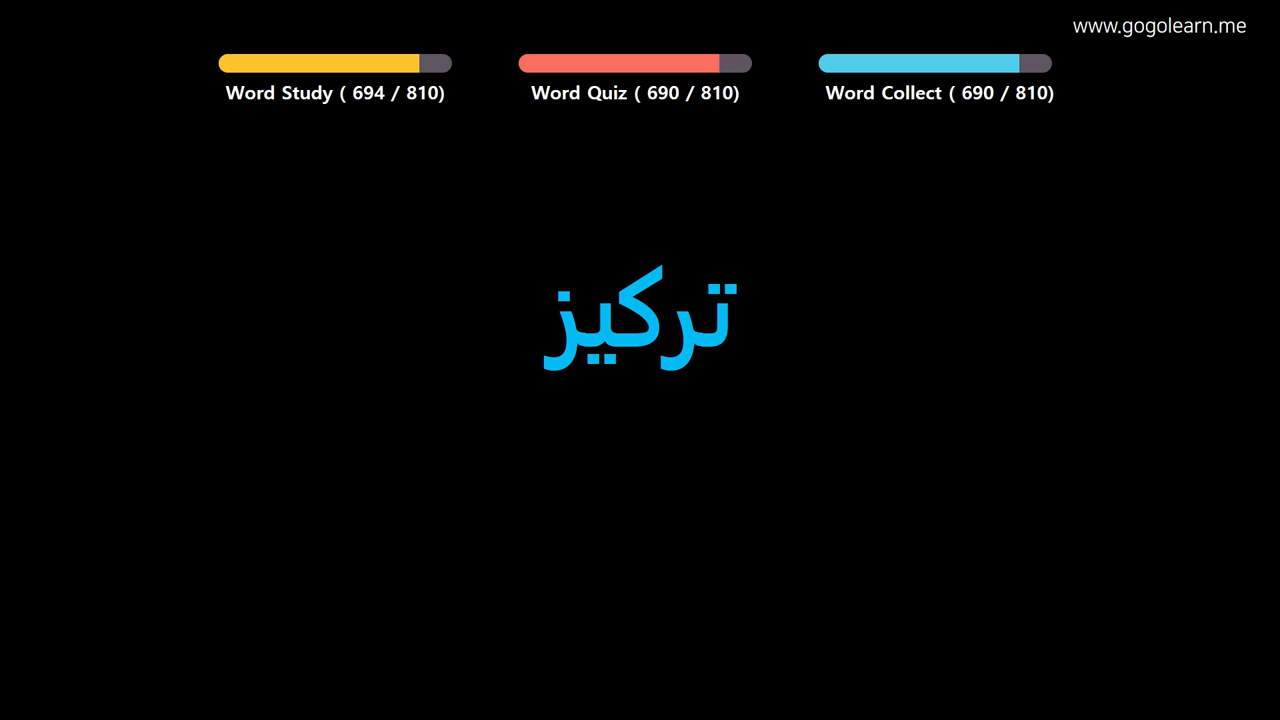 www.gogolearn.me
Word Study ( 694 / 810) Word Quiz ( 690 / 810) Word Collect ( 690 / 810)
تركيز